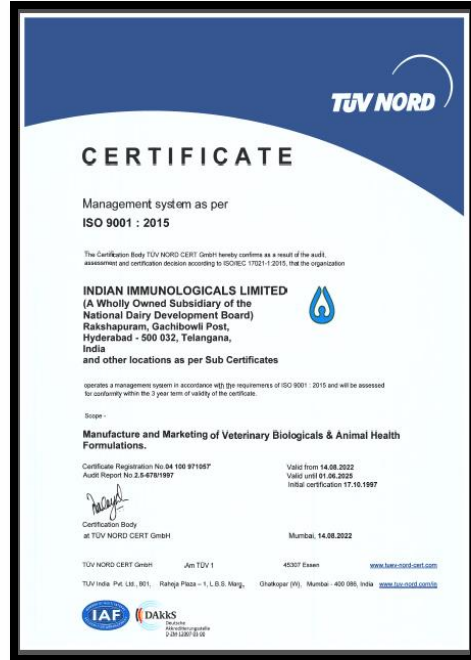 TÜV NORD
CERTIFICATE
Management system as per
ISO 9001 : 2015
The Certification Body TÜV NORD CERT GmbH hereby confirms as a result of the audit,
assessment and certification decision according to ISO/IEC 17021-1:2015, that the organization
INDIAN IMMUNOLOGICALS LIMITED
(A Wholly Owned Subsidiary of the
National Dairy Development Board)
Rakshapuram, Gachibowli Post,
Hyderabad - 500 032, Telangana,
India
and other locations as per Sub Certificates
operates a management system in accordance with the requirements of ISO 9001 : 2015 and will be assessed
for conformity within the 3 year term of validity of the certificate.
Scope -
Manufacture and Marketing of Veterinary Biologicals & Animal Health
Formulations.
Certificate Registration No.04 100 971057 Valid from 14.08.2022
Audit Report No.2.5-678/1997 Valid until 01.06.2025
Initial certification 17.10.1997
Certification Body
at TÜV NORD CERT GmbH Mumbai, 14.08.2022
TÜV NORD CERT GmbH Am TÜV 1 45307 Essen www.tuev-nord-cert.com
TUV India Pvt. Ltd., 801, Raheja Plaza – 1, L.B.S. Marg, Ghatkopar (W), Mumbai - 400 086, India www.tuv-nord.com/in
IAF DAkkS
Deutsche
Akkreditierungsstelle